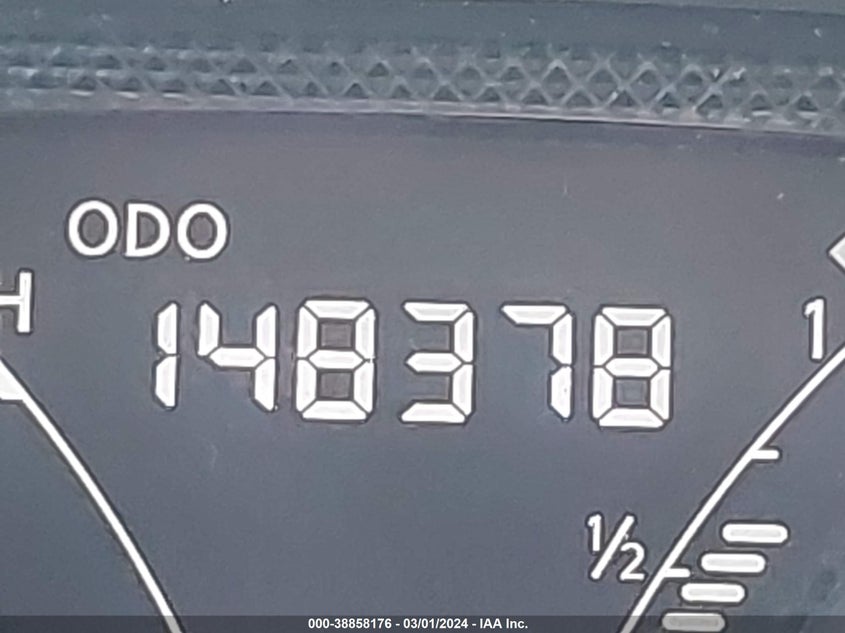 ODO
H
148378
1
1/2
000-38858176 - 03/01/2024 - IAA Inc.